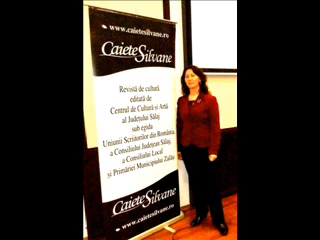 www.caietesilvane.ro
Caiete Silvane
Revistă de cultură
editată de
Centrul de Cultură și Artă
al Județului Sălaj
sub egida
Uniunii Scriitorilor din România
a Consiliului Județean Sălaj,
a Consiliului Local
și Primăriei Municipiului Zalău
Caiete Silvane
www.caietesilvane.ro